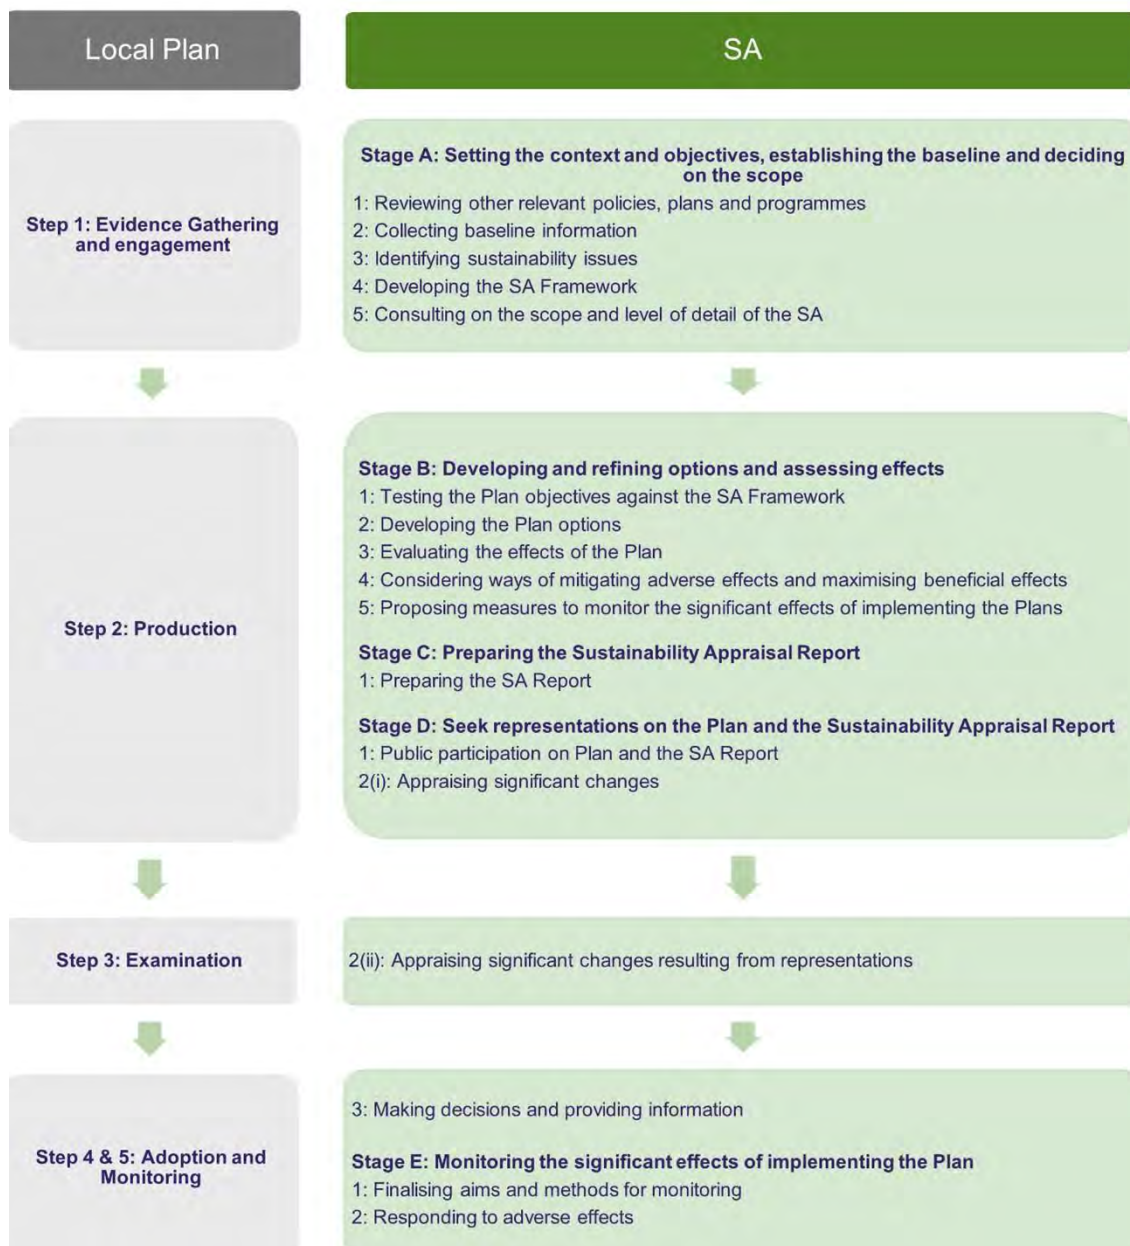 Local Plan
SA
Step 1: Evidence Gathering
and engagement
Stage A: Setting the context and objectives, establishing the baseline and deciding
on the scope
1: Reviewing other relevant policies, plans and programmes
2: Collecting baseline information
3: Identifying sustainability issues
4: Developing the SA Framework
5: Consulting on the scope and level of detail of the SA
Step 2: Production
Stage B: Developing and refining options and assessing effects
1: Testing the Plan objectives against the SA Framework
2: Developing the Plan options
3: Evaluating the effects of the Plan
4: Considering ways of mitigating adverse effects and maximising beneficial effects
5: Proposing measures to monitor the significant effects of implementing the Plans
Stage C: Preparing the Sustainability Appraisal Report
1: Preparing the SA Report
Stage D: Seek representations on the Plan and the Sustainability Appraisal Report
1: Public participation on Plan and the SA Report
2(i): Appraising significant changes
Step 3: Examination
2(ii): Appraising significant changes resulting from representations
Step 4 & 5: Adoption and
Monitoring
3: Making decisions and providing information
Stage E: Monitoring the significant effects of implementing the Plan
1: Finalising aims and methods for monitoring
2: Responding to adverse effects